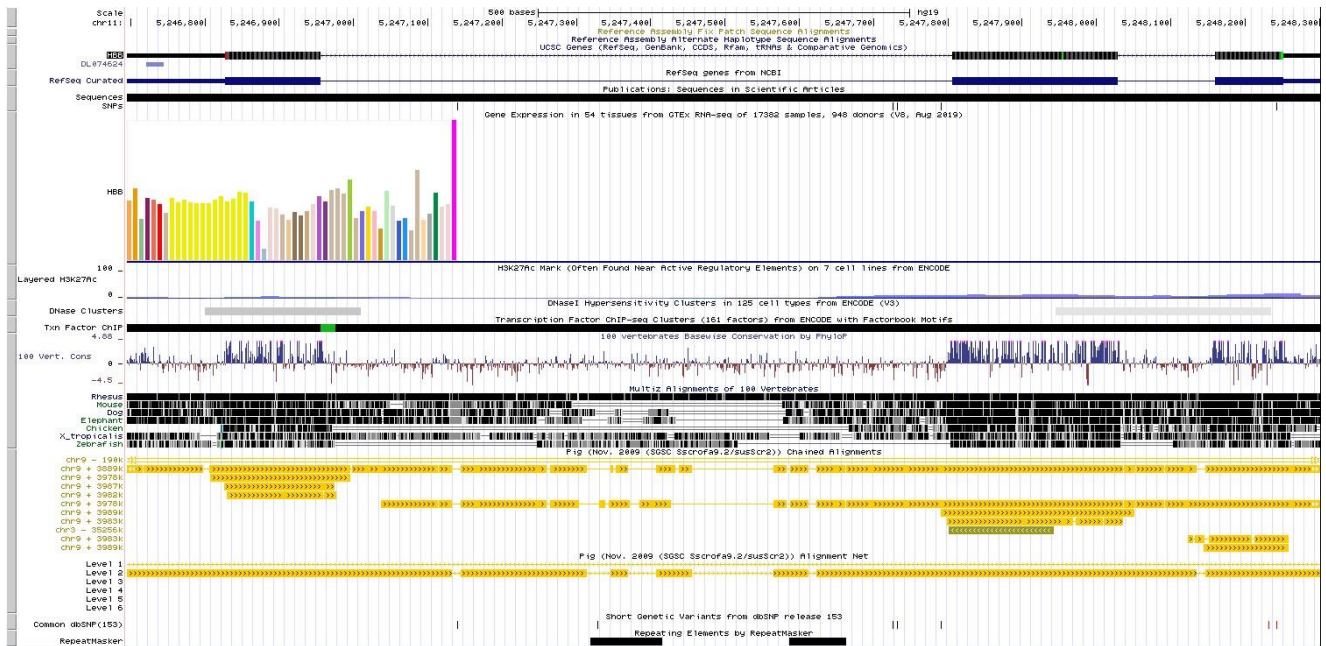 Scale 500 bases hg19
chr11: 5,246,800 5,246,900 5,247,000 5,247,100 5,247,200 5,247,300 5,247,400 5,247,500 5,247,600 5,247,700 5,247,800 5,247,900 5,248,000 5,248,100 5,248,200 5,248,300
Reference Assembly Fix Patch Sequence Alignments
Reference Assembly Alternate Haplotype Sequence Alignments
UCSC Genes (RefSeq, GenBank, CCDS, Rfam, tRNAs & Comparative Genomics)
HBB
DL074624
RefSeq genes from NCBI
RefSeq Curated
Publications: Sequences in Scientific Articles
Sequences
SNPs
Gene Expression in 54 tissues from GTEx RNA-seq of 17382 samples, 948 donors (V8, Aug 2019)
HBB
H3K27Ac Mark (Often Found Near Active Regulatory Elements) on 7 cell lines from ENCODE
100 _
Layered H3K27Ac
0 _
DNaseI Hypersensitivity Clusters in 125 cell types from ENCODE (V3)
DNase Clusters
Transcription Factor ChIP-seq Clusters (161 factors) from ENCODE with Factorbook Motifs
Txn Factor ChIP
100 vertebrates Basewise Conservation by PhyloP
4.88 _
100 Vert. Cons
0 -
-4.5 _
Multiz Alignments of 100 Vertebrates
Rhesus
Mouse
Dog
Elephant
Chicken
X_tropicalis
Zebrafish
Pig (Nov. 2009 (SGSC Sscrofa9.2/susScr2)) Chained Alignments
chr9 - 190k
chr9 + 3889k
chr9 + 3978k
chr9 + 3987k
chr9 + 3982k
chr9 + 3978k
chr9 + 3989k
chr9 + 3983k
chr3 - 35256k
chr9 + 3983k
chr9 + 3989k
Pig (Nov. 2009 (SGSC Sscrofa9.2/susScr2)) Alignment Net
Level 1
Level 2
Level 3
Level 4
Level 5
Level 6
Short Genetic Variants from dbSNP release 153
Common dbSNP(153)
Repeating Elements by RepeatMasker
RepeatMasker